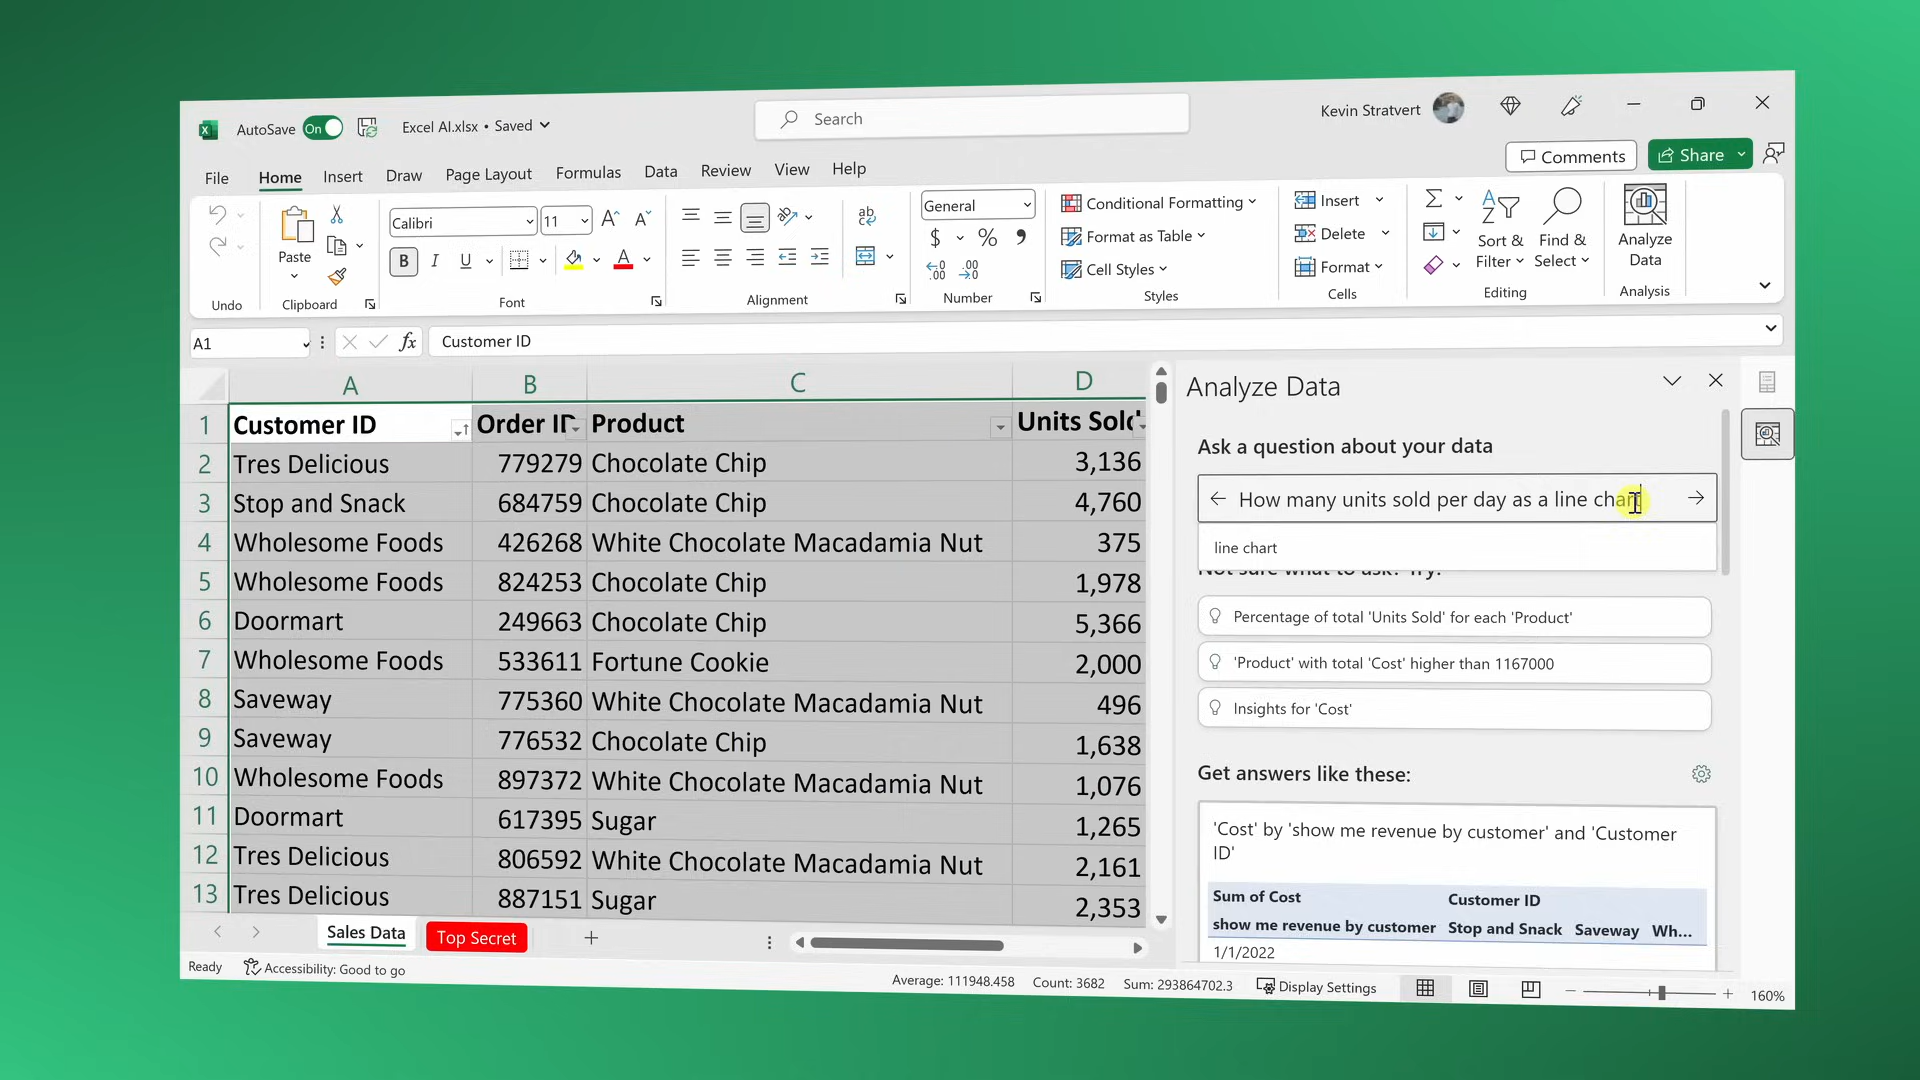 AutoSave On Excel AI.xlsx • Saved
Search
Kevin Stratvert
File Home Insert Draw Page Layout Formulas Data Review View Help
Comments Share
Paste
Calibri 11
B I U
ab
General
$ % 9
Conditional Formatting
Format as Table
Cell Styles
Insert
Delete
Format
Sort & Filter
Find & Select
Analyze Data
Undo Clipboard Font Alignment Number Styles Cells Editing Analysis
A1 fx Customer ID
A B C D
1 Customer ID Order ID Product Units Sold
2 Tres Delicious 779279 Chocolate Chip 3,136
3 Stop and Snack 684759 Chocolate Chip 4,760
4 Wholesome Foods 426268 White Chocolate Macadamia Nut 375
5 Wholesome Foods 824253 Chocolate Chip 1,978
6 Doormart 249663 Chocolate Chip 5,366
7 Wholesome Foods 533611 Fortune Cookie 2,000
8 Saveway 775360 White Chocolate Macadamia Nut 496
9 Saveway 776532 Chocolate Chip 1,638
10 Wholesome Foods 897372 White Chocolate Macadamia Nut 1,076
11 Doormart 617395 Sugar 1,265
12 Tres Delicious 806592 White Chocolate Macadamia Nut 2,161
13 Tres Delicious 887151 Sugar 2,353
Analyze Data
Ask a question about your data
How many units sold per day as a line chart
line chart
Not sure what to ask? Try:
Percentage of total 'Units Sold' for each 'Product'
'Product' with total 'Cost' higher than 1167000
Insights for 'Cost'
Get answers like these:
'Cost' by 'show me revenue by customer' and 'Customer
ID'
Sum of Cost Customer ID
show me revenue by customer Stop and Snack Saveway Wh...
1/1/2022
Sales Data Top Secret
Ready Accessibility: Good to go Average: 111948.458 Count: 3682 Sum: 293864702.3 Display Settings 160%